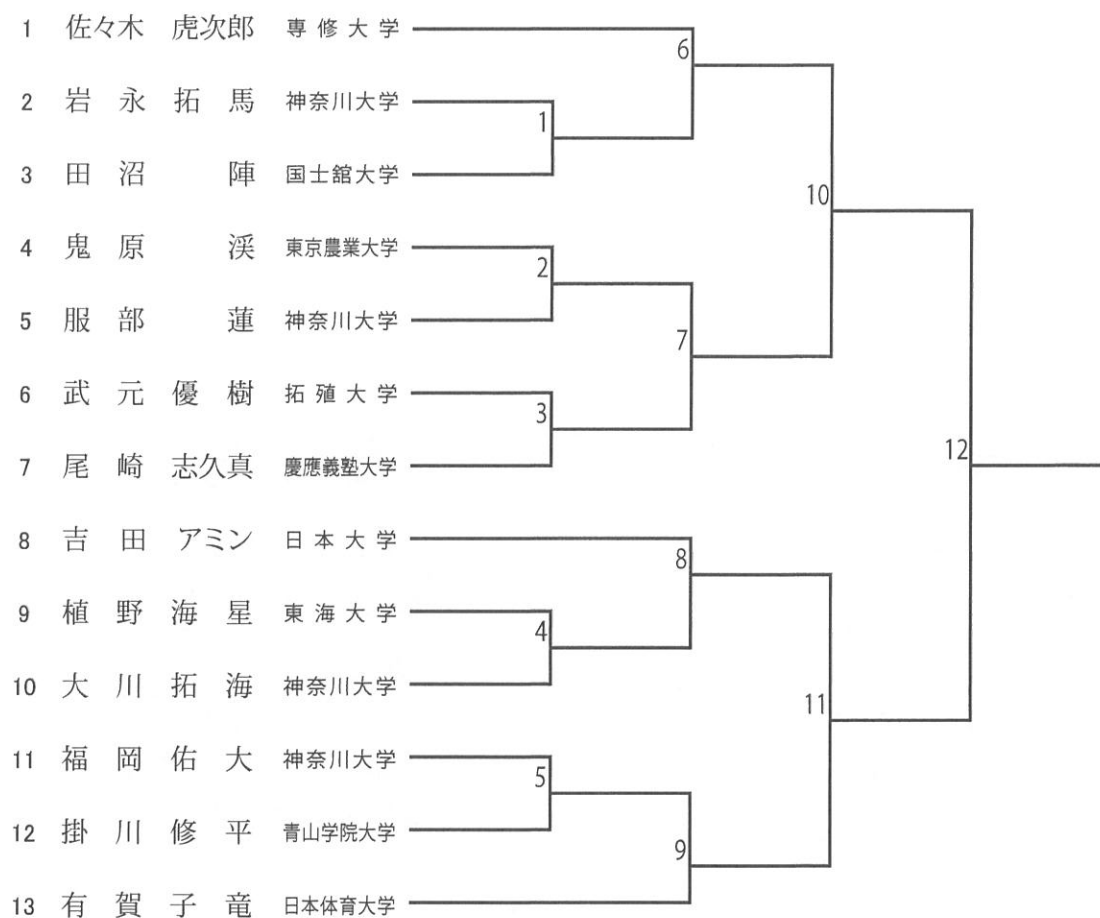 1 佐々木 虎次郎 専修大学
2 岩永拓馬 神奈川大学
3 田沼 陣 国士舘大学
4 鬼原 渓 東京農業大学
5 服部 蓮 神奈川大学
6 武元優樹 拓殖大学
7 尾崎志久真 慶應義塾大学
8 吉田アミン 日本大学
9 植野海星 東海大学
10 大川拓海 神奈川大学
11 福岡佑大 神奈川大学
12 掛川修平 青山学院大学
13 有賀子竜 日本体育大学
6
1
10
2
7
3
12
8
4
11
5
9